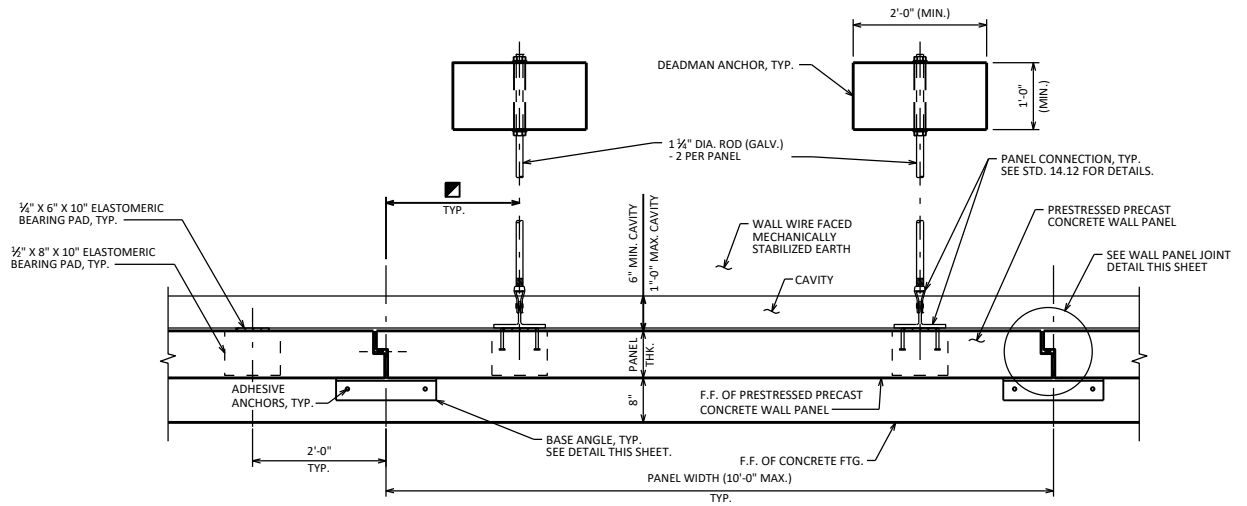 2'-0" (MIN.)
DEADMAN ANCHOR, TYP.
1'-0"
(MIN.)
1 ¼" DIA. ROD (GALV.)
- 2 PER PANEL
PANEL CONNECTION, TYP.
SEE STD. 14.12 FOR DETAILS.
TYP.
¼" X 6" X 10" ELASTOMERIC
BEARING PAD, TYP.
½" X 8" X 10" ELASTOMERIC
BEARING PAD, TYP.
6" MIN. CAVITY
1'-0" MAX. CAVITY
WALL WIRE FACED
MECHANICALLY
STABILIZED EARTH
PRESTRESSED PRECAST
CONCRETE WALL PANEL
SEE WALL PANEL JOINT
DETAIL THIS SHEET
CAVITY
PANEL
THK.
ADHESIVE
ANCHORS, TYP.
8"
F.F. OF PRESTRESSED PRECAST
CONCRETE WALL PANEL
BASE ANGLE, TYP.
SEE DETAIL THIS SHEET.
2'-0"
TYP.
F.F. OF CONCRETE FTG.
PANEL WIDTH (10'-0" MAX.)
TYP.